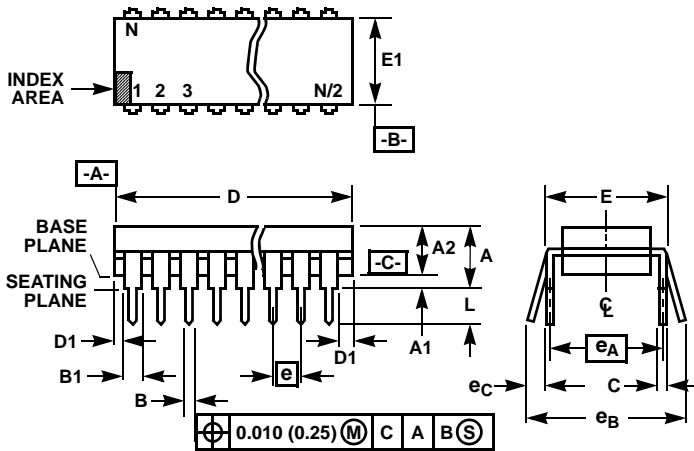 N
INDEX
AREA
1 2 3 N/2
E1
-B-
-A-
D
E
BASE
PLANE
A2
A
-C-
SEATING
PLANE
L
℄
D1
A1
D1
eA
B1
e
eC
C
B
eB
⌖ 0.010 (0.25) Ⓜ C A B Ⓢ